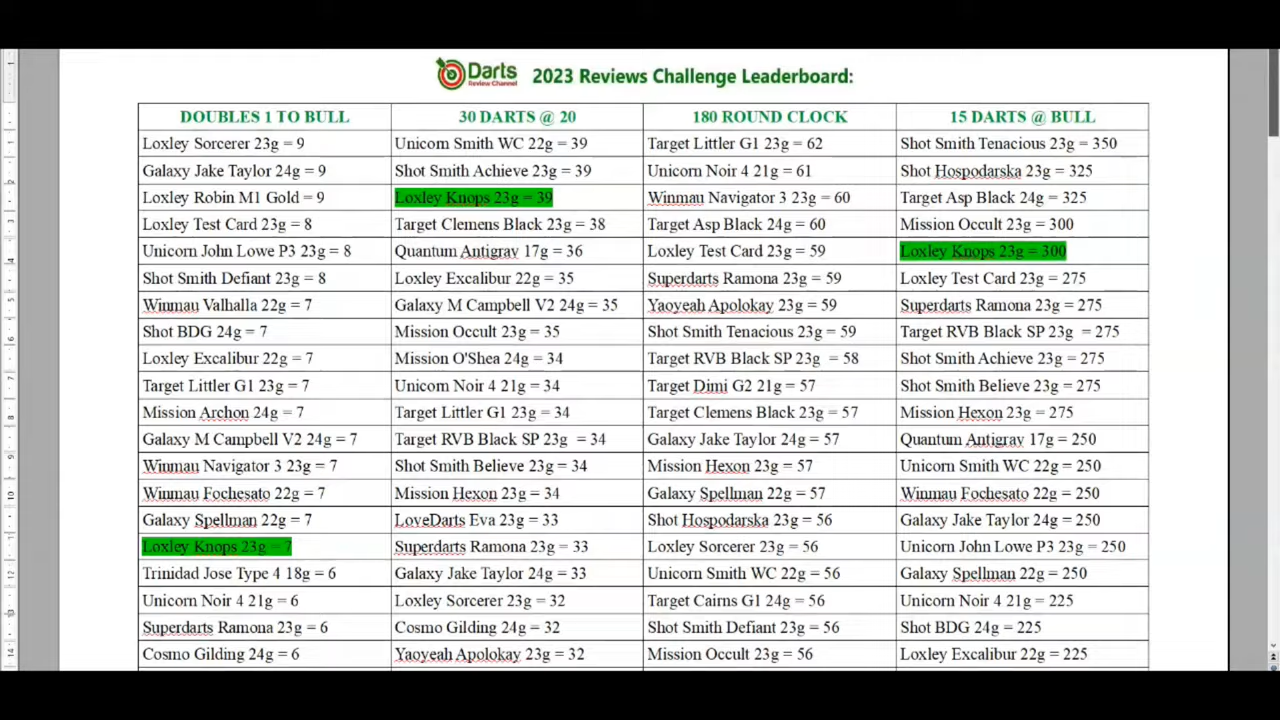 Darts
Review Channel
2023 Reviews Challenge Leaderboard:
DOUBLES 1 TO BULL 30 DARTS @ 20 180 ROUND CLOCK 15 DARTS @ BULL
Loxley Sorcerer 23g = 9 Unicorn Smith WC 22g = 39 Target Littler G1 23g = 62 Shot Smith Tenacious 23g = 350
Galaxy Jake Taylor 24g = 9 Shot Smith Achieve 23g = 39 Unicorn Noir 4 21g = 61 Shot Hospodarska 23g = 325
Loxley Robin M1 Gold = 9 Loxley Knops 23g = 39 Winmau Navigator 3 23g = 60 Target Asp Black 24g = 325
Loxley Test Card 23g = 8 Target Clemens Black 23g = 38 Target Asp Black 24g = 60 Mission Occult 23g = 300
Unicorn John Lowe P3 23g = 8 Quantum Antigrav 17g = 36 Loxley Test Card 23g = 59 Loxley Knops 23g = 300
Shot Smith Defiant 23g = 8 Loxley Excalibur 22g = 35 Superdarts Ramona 23g = 59 Loxley Test Card 23g = 275
Winmau Valhalla 22g = 7 Galaxy M Campbell V2 24g = 35 Yaoyeah Apolokay 23g = 59 Superdarts Ramona 23g = 275
Shot BDG 24g = 7 Mission Occult 23g = 35 Shot Smith Tenacious 23g = 59 Target RVB Black SP 23g = 275
Loxley Excalibur 22g = 7 Mission O'Shea 24g = 34 Target RVB Black SP 23g = 58 Shot Smith Achieve 23g = 275
Target Littler G1 23g = 7 Unicorn Noir 4 21g = 34 Target Dimi G2 21g = 57 Shot Smith Believe 23g = 275
Mission Archon 24g = 7 Target Littler G1 23g = 34 Target Clemens Black 23g = 57 Mission Hexon 23g = 275
Galaxy M Campbell V2 24g = 7 Target RVB Black SP 23g = 34 Galaxy Jake Taylor 24g = 57 Quantum Antigrav 17g = 250
Winmau Navigator 3 23g = 7 Shot Smith Believe 23g = 34 Mission Hexon 23g = 57 Unicorn Smith WC 22g = 250
Winmau Fochesato 22g = 7 Mission Hexon 23g = 34 Galaxy Spellman 22g = 57 Winmau Fochesato 22g = 250
Galaxy Spellman 22g = 7 LoveDarts Eva 23g = 33 Shot Hospodarska 23g = 56 Galaxy Jake Taylor 24g = 250
Loxley Knops 23g = 7 Superdarts Ramona 23g = 33 Loxley Sorcerer 23g = 56 Unicorn John Lowe P3 23g = 250
Trinidad Jose Type 4 18g = 6 Galaxy Jake Taylor 24g = 33 Unicorn Smith WC 22g = 56 Galaxy Spellman 22g = 250
Unicorn Noir 4 21g = 6 Loxley Sorcerer 23g = 32 Target Cairns G1 24g = 56 Unicorn Noir 4 21g = 225
Superdarts Ramona 23g = 6 Cosmo Gilding 24g = 32 Shot Smith Defiant 23g = 56 Shot BDG 24g = 225
Cosmo Gilding 24g = 6 Yaoyeah Apolokay 23g = 32 Mission Occult 23g = 56 Loxley Excalibur 22g = 225